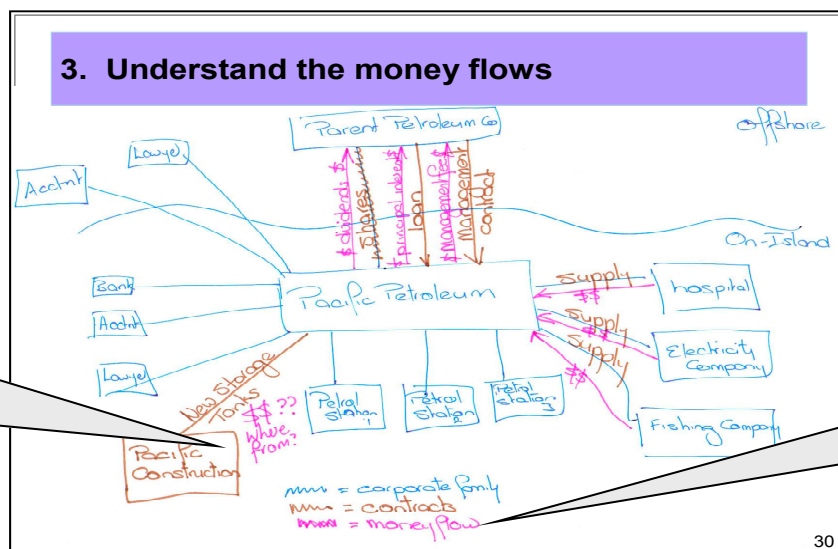 3. Understand the money flows
Parent Petroleum Co
Offshore
Lawyer
Acctnt
$ dividends $
shares
$ principal interest $
loan
$ management fee $
management contract
On-Island
Bank
Acctnt
Lawyer
Pacific Petroleum
Supply
$$
hospital
Supply
$$
Electricity
Company
Supply
$$
Fishing Company
New Storage
Tanks
$$ ??
Where
from?
Pacific
Construction
Petrol
Station 1
Petrol
Station 2
Petrol
Station 3
= corporate family
= contracts
= money flow
30